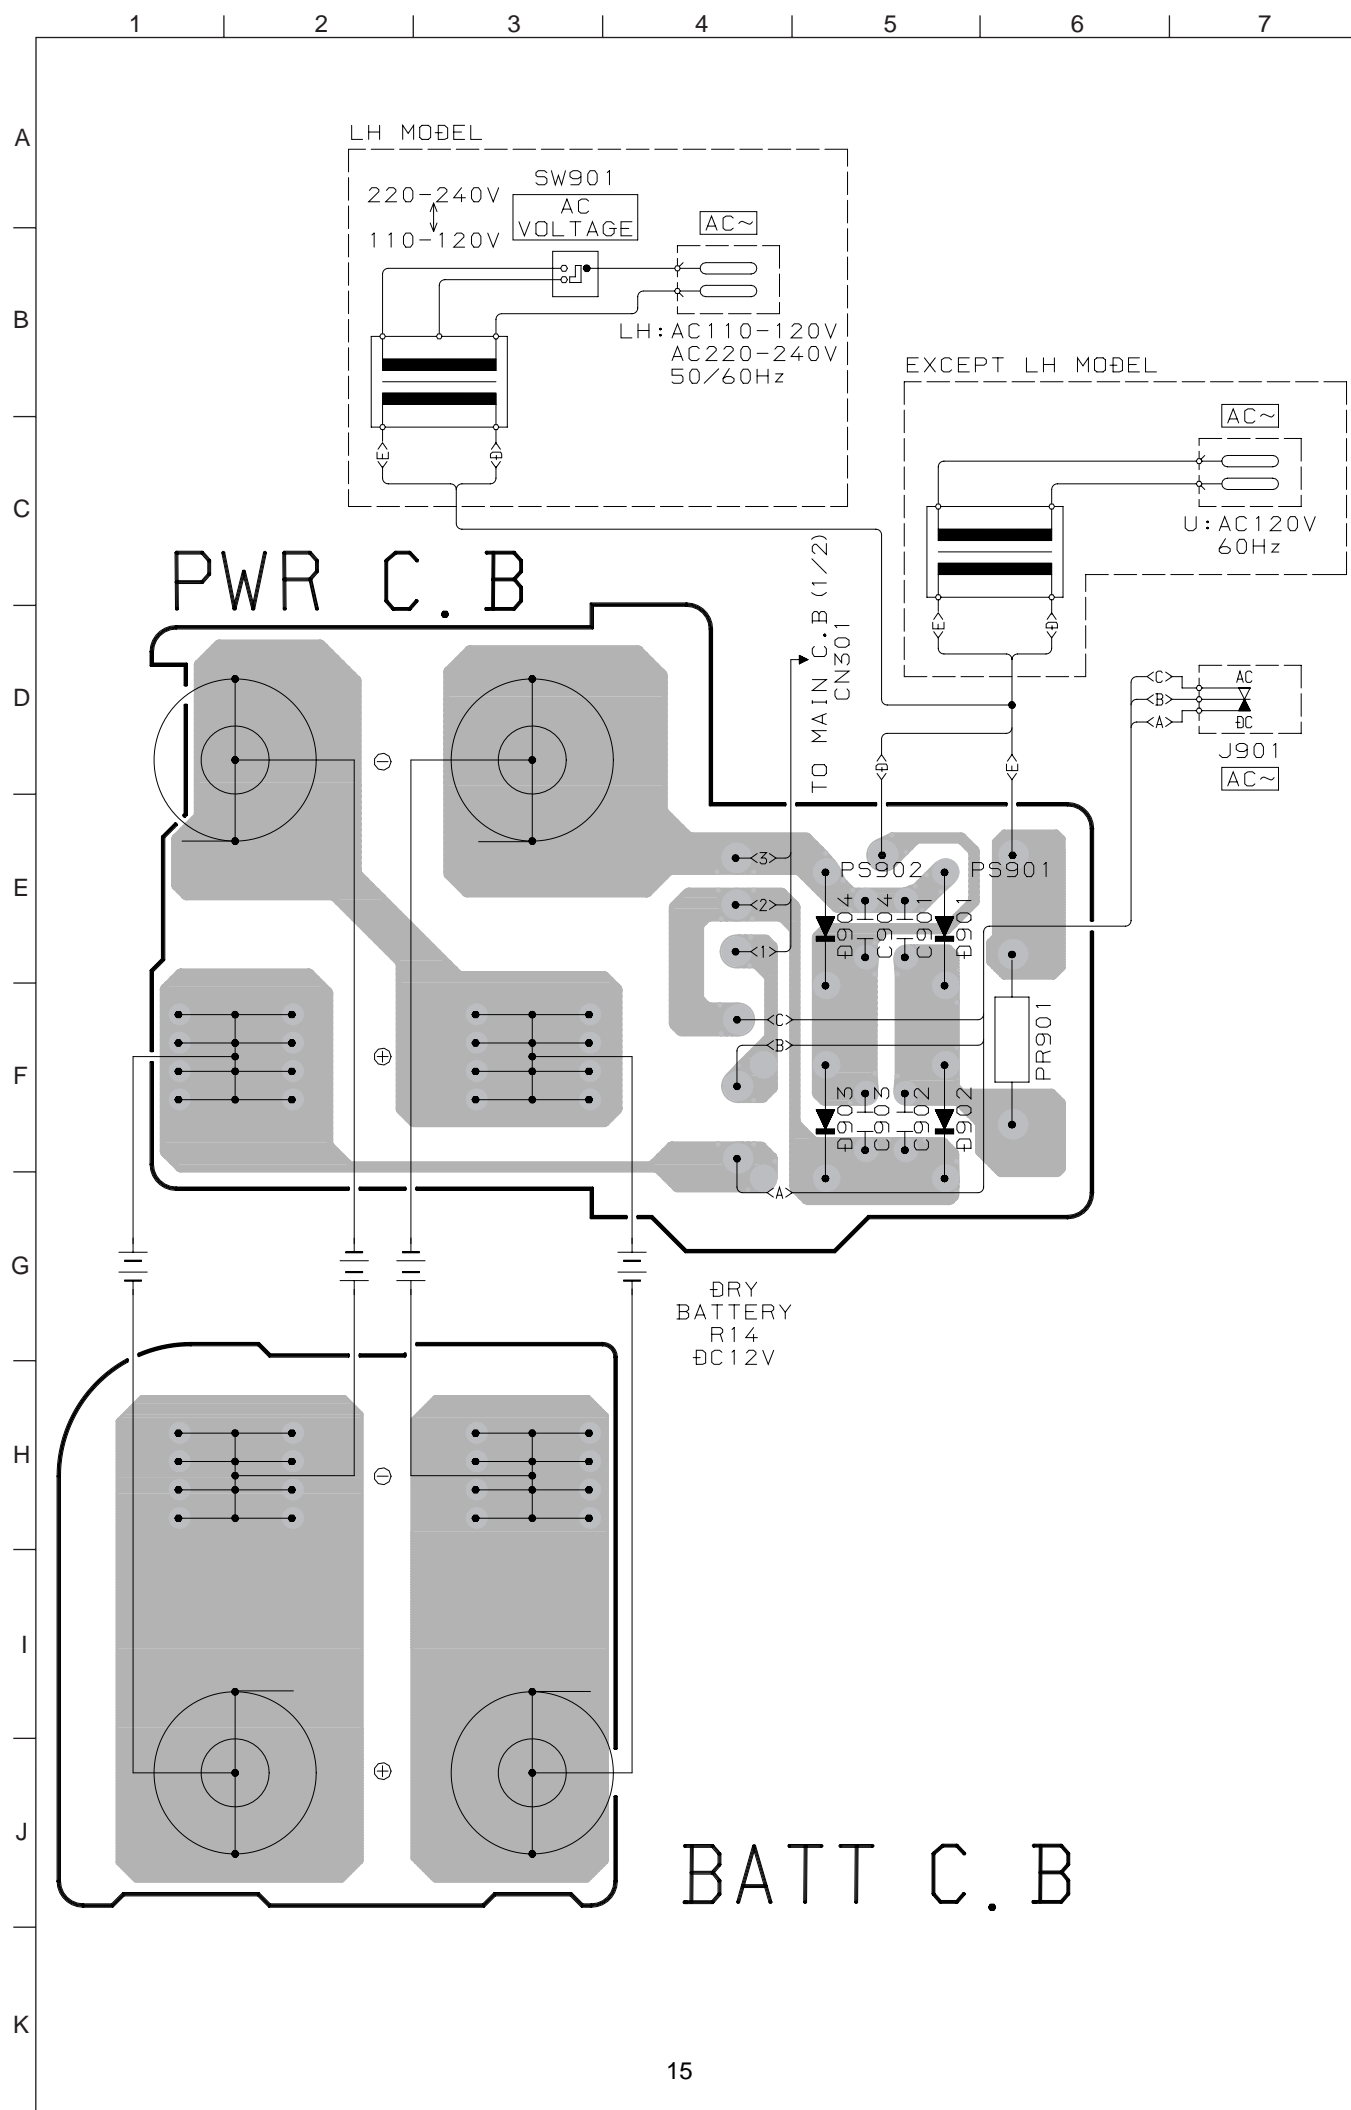 1 2 3 4 5 6 7
A
LH MODEL
SW901
220-240V
AC
VOLTAGE
110-120V
AC~
B
LH:AC110-120V
AC220-240V
50/60Hz
EXCEPT LH MODEL
AC~
<E> <D>
C
U:AC120V
60Hz
PWR C.B
TO MAIN C.B (1/2)
CN301
<E> <D>
D
<C>
<B>
<A>
AC
DC
J901
AC~
⊖
<D> <E>
E
<3>
<2>
<1>
PS902 PS901
D904 C904 C901 D901
F
⊕
<C>
<B>
PR901
D903 C903 C902 D902
<A>
G
DRY
BATTERY
R14
DC12V
H
⊖
I
J
⊕
BATT C.B
K
15